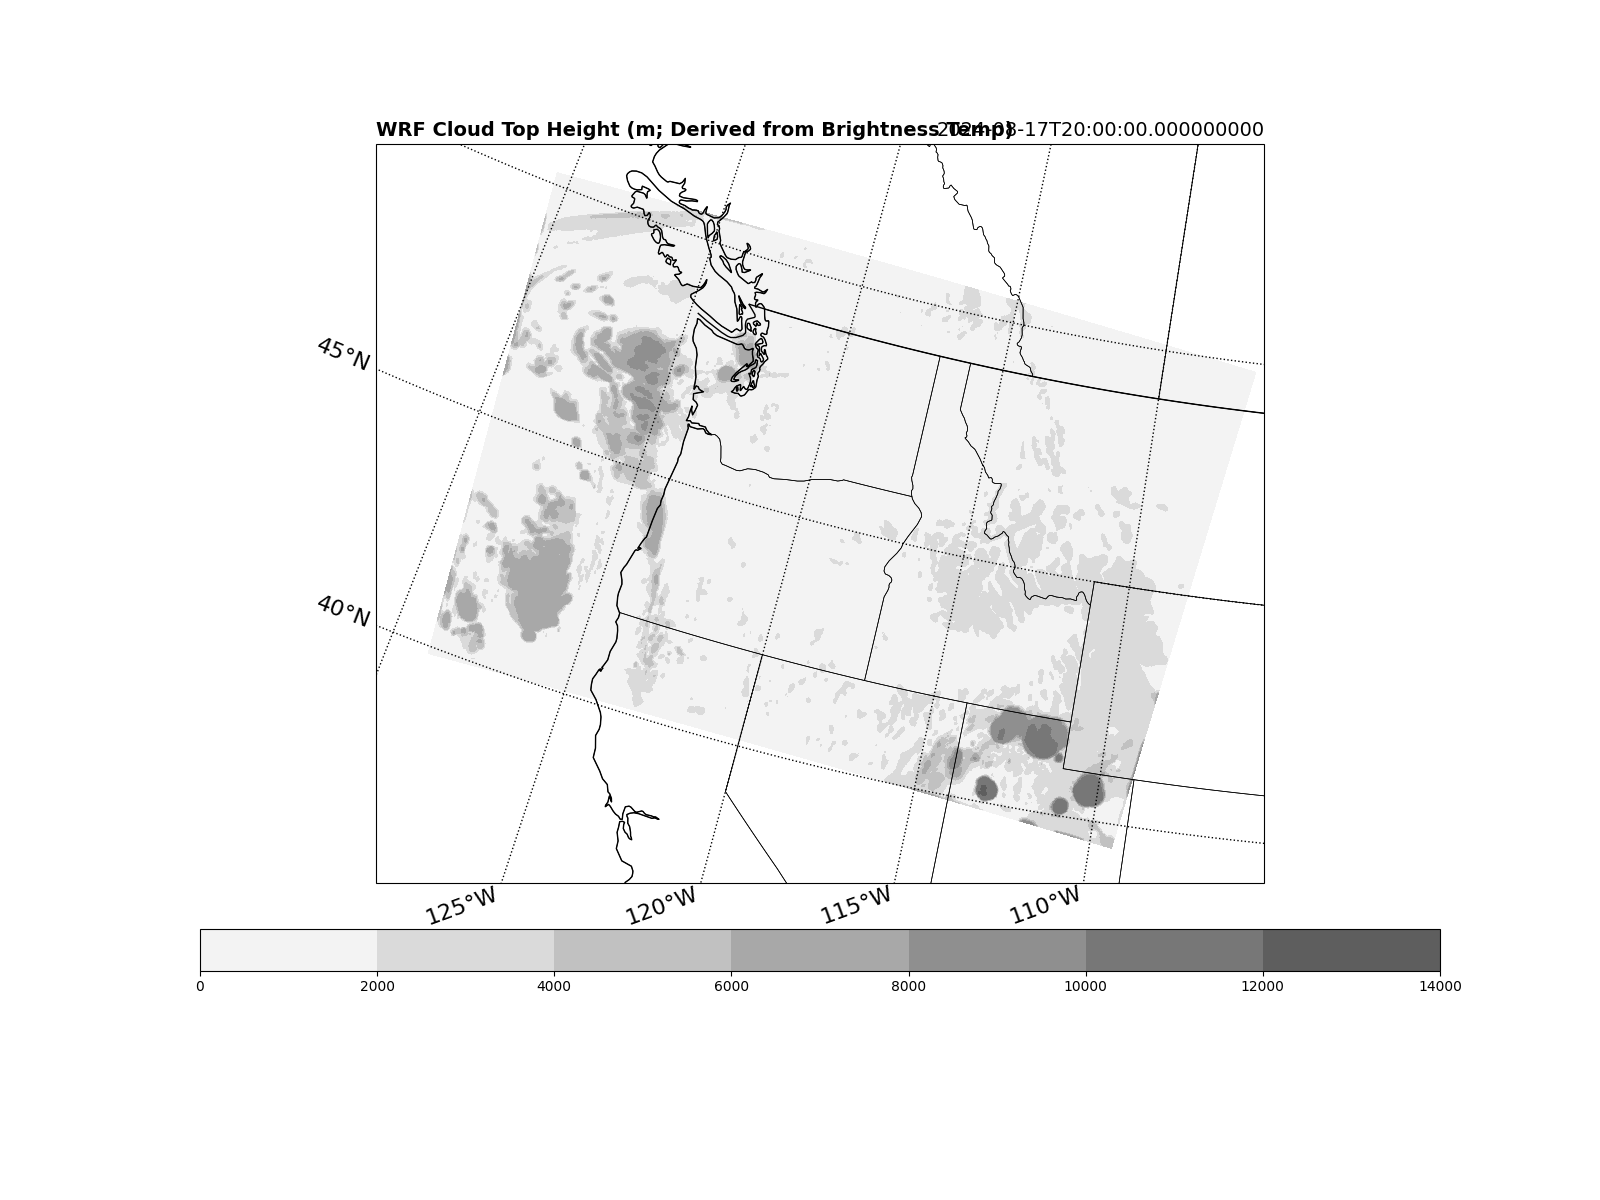 WRF Cloud Top Height (m; Derived from Brightness Temp) 2024-08-17T20:00:00.000000000
45°N
40°N
125°W 120°W 115°W 110°W
0 2000 4000 6000 8000 10000 12000 14000